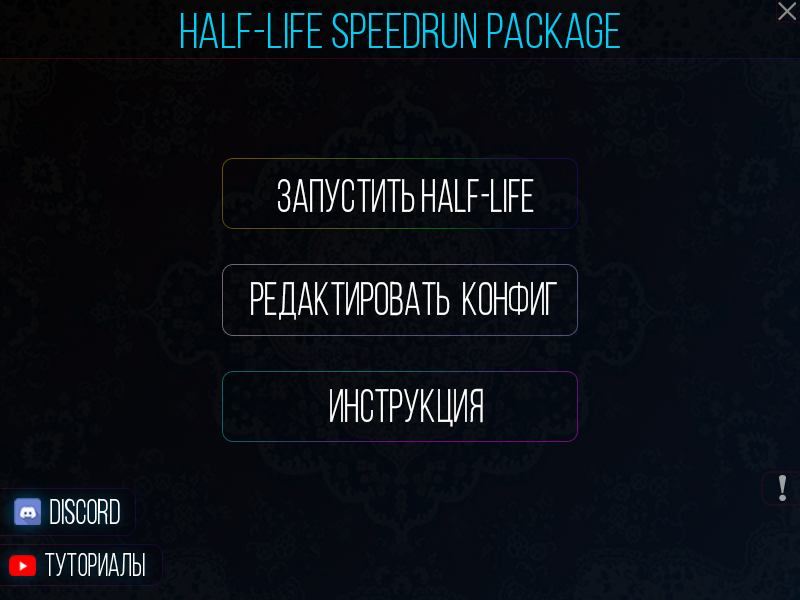 HALF-LIFE SPEEDRUN PACKAGE
ЗАПУСТИТЬ HALF-LIFE
РЕДАКТИРОВАТЬ КОНФИГ
ИНСТРУКЦИЯ
!
DISCORD
ТУТОРИАЛЫ